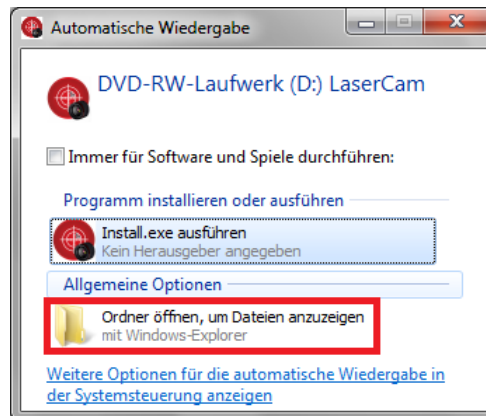 Automatische Wiedergabe
DVD-RW-Laufwerk (D:) LaserCam
Immer für Software und Spiele durchführen:
Programm installieren oder ausführen
Install.exe ausführen
Kein Herausgeber angegeben
Allgemeine Optionen
Ordner öffnen, um Dateien anzuzeigen
mit Windows-Explorer
Weitere Optionen für die automatische Wiedergabe in
der Systemsteuerung anzeigen